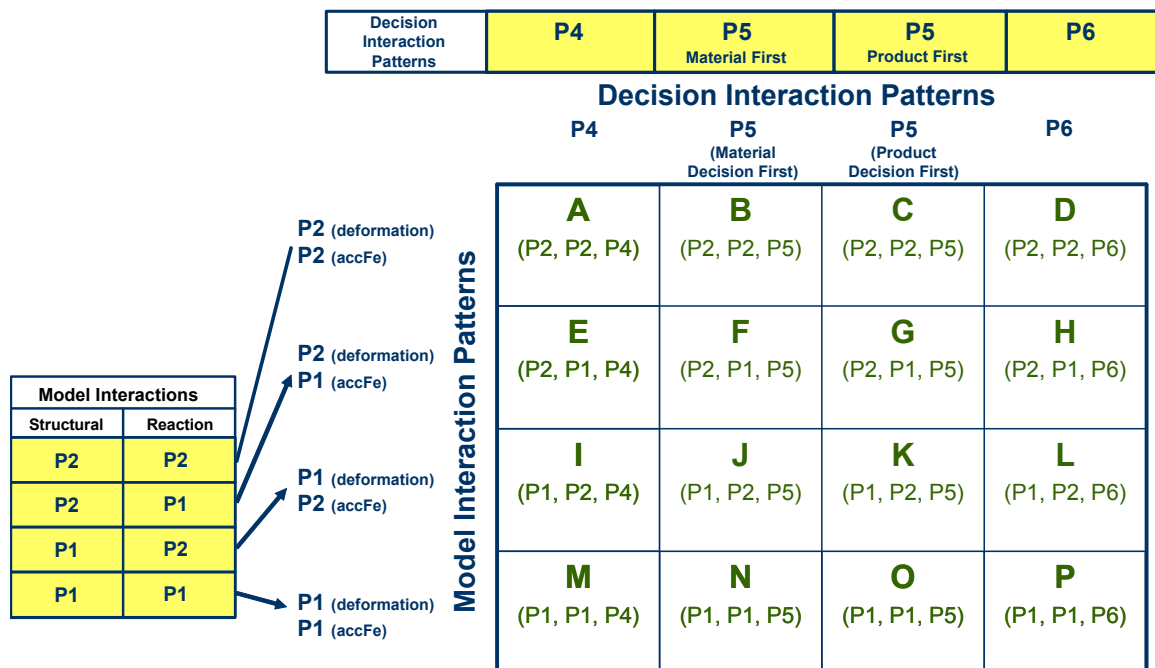 Decision
Interaction
Patterns
P4
P5
Material First
P5
Product First
P6
Decision Interaction Patterns
P4
P5
(Material
Decision First)
P5
(Product
Decision First)
P6
Model Interaction Patterns
P2 (deformation)
P2 (accFe)
P2 (deformation)
P1 (accFe)
P1 (deformation)
P2 (accFe)
P1 (deformation)
P1 (accFe)
A
(P2, P2, P4)
B
(P2, P2, P5)
C
(P2, P2, P5)
D
(P2, P2, P6)
E
(P2, P1, P4)
F
(P2, P1, P5)
G
(P2, P1, P5)
H
(P2, P1, P6)
I
(P1, P2, P4)
J
(P1, P2, P5)
K
(P1, P2, P5)
L
(P1, P2, P6)
M
(P1, P1, P4)
N
(P1, P1, P5)
O
(P1, P1, P5)
P
(P1, P1, P6)
Model Interactions
Structural Reaction
P2 P2
P2 P1
P1 P2
P1 P1